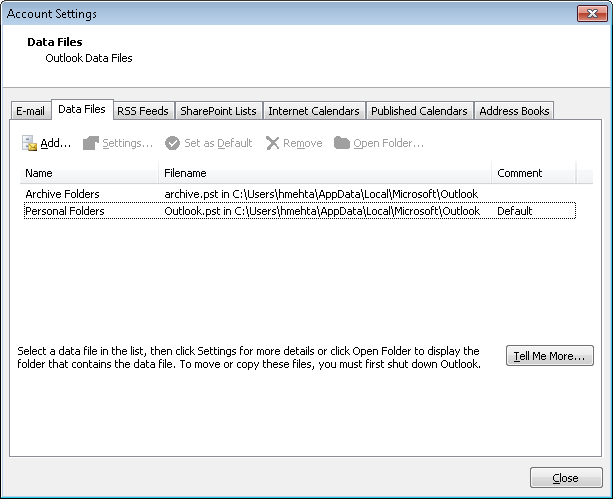 Account Settings
Data Files
Outlook Data Files
E-mail Data Files RSS Feeds SharePoint Lists Internet Calendars Published Calendars Address Books
Add... Settings... Set as Default Remove Open Folder...
Name Filename Comment
Archive Folders archive.pst in C:\Users\hmehta\AppData\Local\Microsoft\Outlook
Personal Folders Outlook.pst in C:\Users\hmehta\AppData\Local\Microsoft\Outlook Default
Select a data file in the list, then click Settings for more details or click Open Folder to display the
folder that contains the data file. To move or copy these files, you must first shut down Outlook.
Tell Me More...
Close